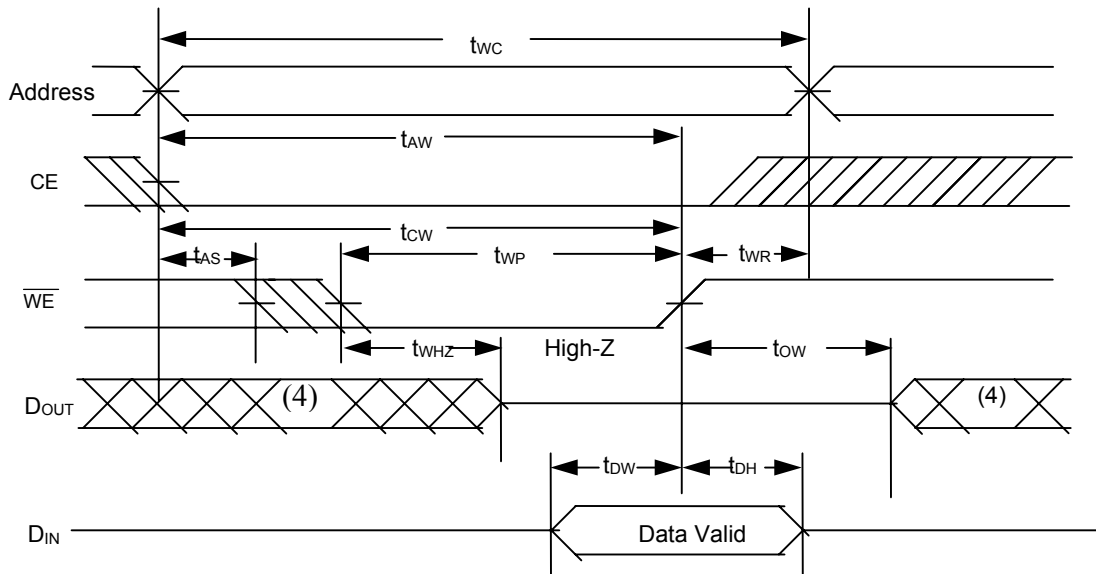 tWC
Address
tAW
CE
tCW
tAS
tWP
tWR
WE
tWHZ
High-Z
tOW
DOUT
(4)
(4)
tDW
tDH
DIN
Data Valid